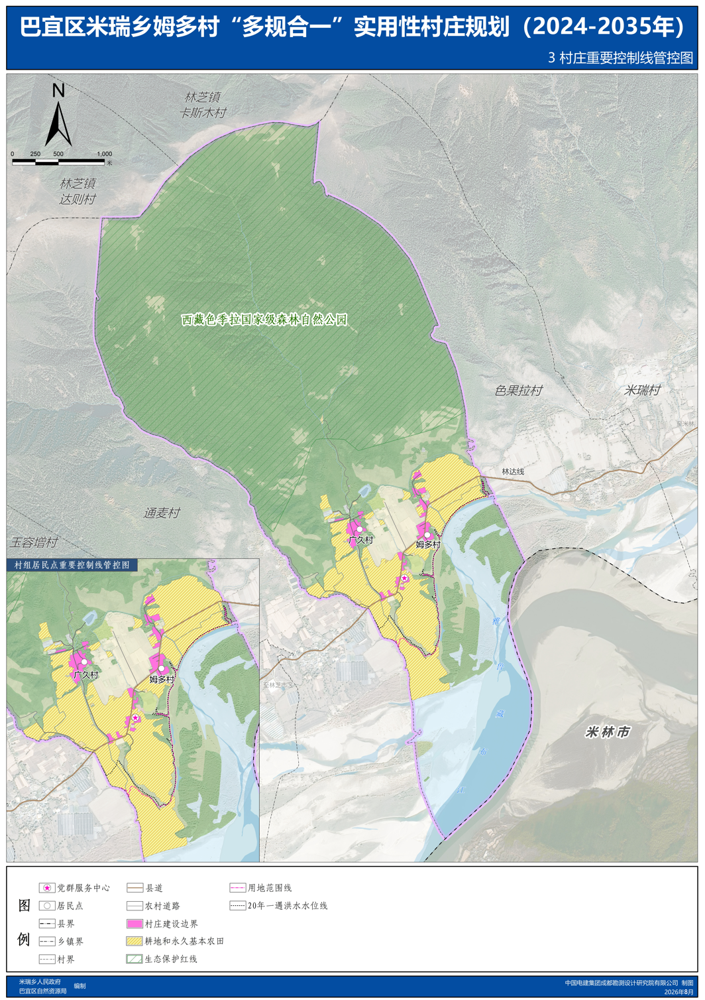 巴宜区米瑞乡姆多村“多规合一”实用性村庄规划（2024-2035年）
3 村庄重要控制线管控图
N
0 250 500 1,000
米
林芝镇
卡斯木村
林芝镇
达则村
西藏色季拉国家级森林自然公园
色果拉村
米瑞村
至米林
林达线
通麦村
玉容增村
广久村
姆多村
村组居民点重要控制线管控图
广久村
姆多村
至林芝市区
雅
鲁
藏
布
江
米林市
图
例
党群服务中心
居民点
县界
乡镇界
村界
县道
农村道路
村庄建设边界
耕地和永久基本农田
生态保护红线
用地范围线
20年一遇洪水水位线
米瑞乡人民政府
巴宜区自然资源局
编制
中国电建集团成都勘测设计研究院有限公司 制图
2026年8月